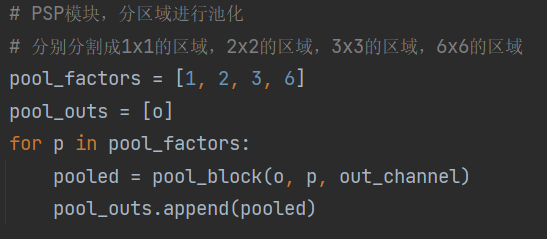 # PSP模块，分区域进行池化
# 分别分割成1x1的区域，2x2的区域，3x3的区域，6x6的区域
pool_factors = [1, 2, 3, 6]
pool_outs = [o]
for p in pool_factors:
    pooled = pool_block(o, p, out_channel)
    pool_outs.append(pooled)